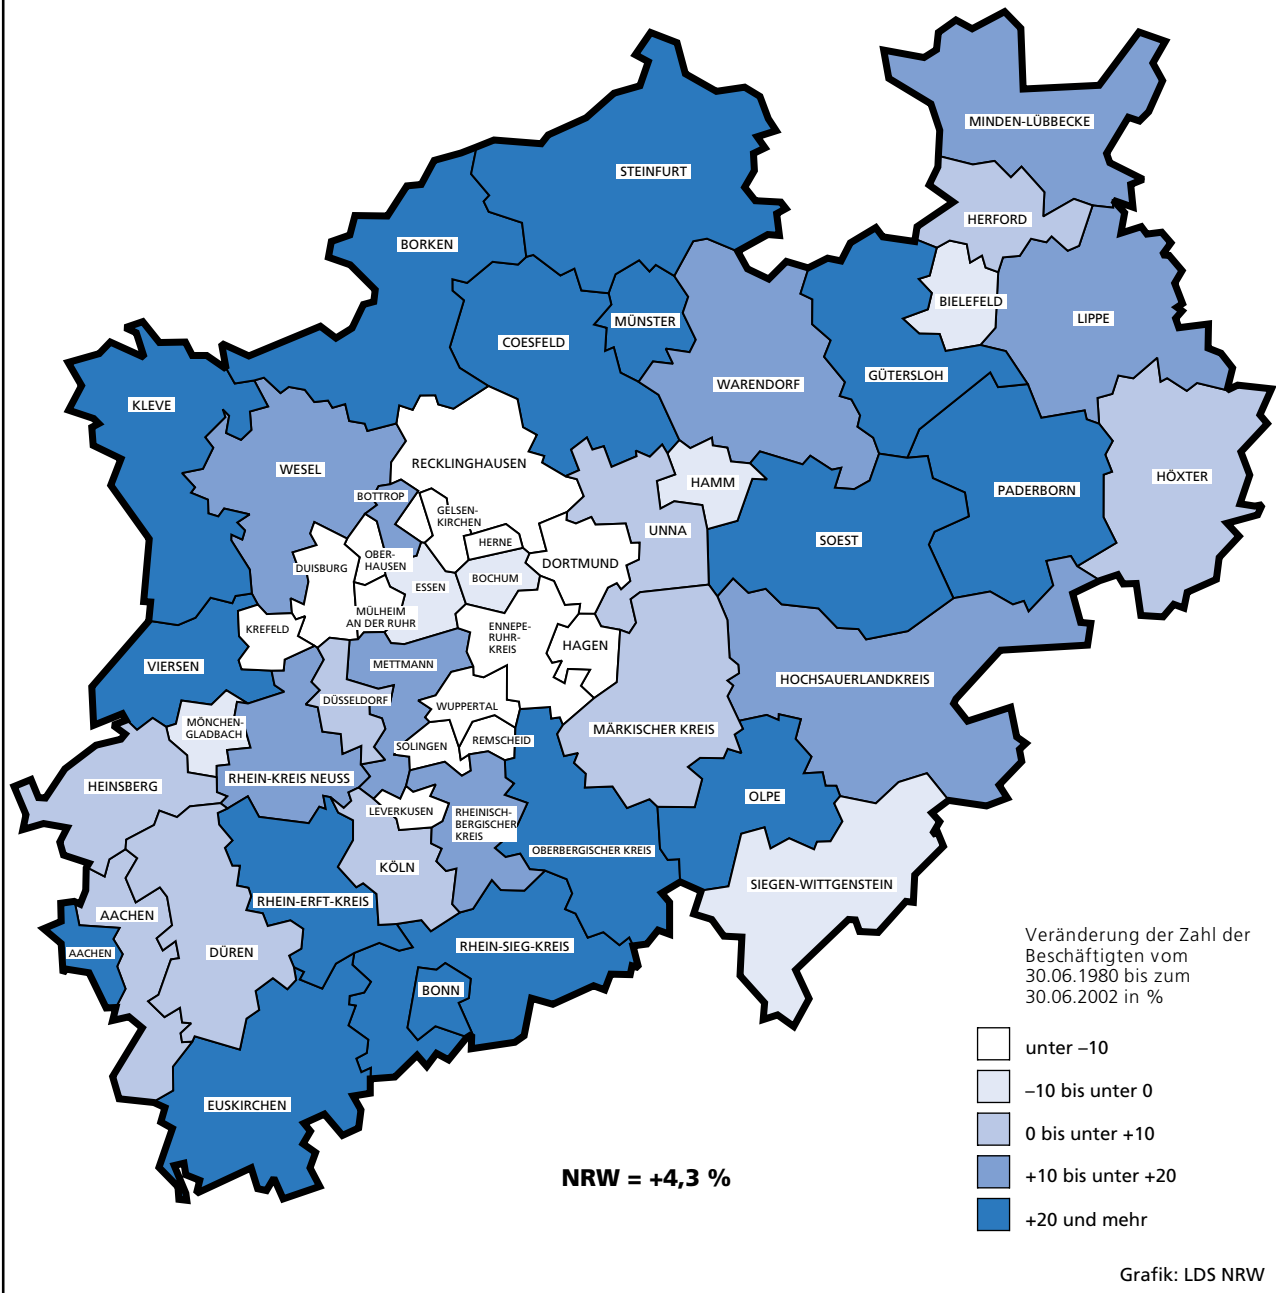 MINDEN-LÜBBECKE
STEINFURT
HERFORD
BORKEN
BIELEFELD
LIPPE
MÜNSTER
COESFELD
GÜTERSLOH
WARENDORF
KLEVE
RECKLINGHAUSEN
WESEL
HÖXTER
HAMM
PADERBORN
BOTTROP
GELSEN-
KIRCHEN
UNNA
SOEST
HERNE
OBER-
HAUSEN
DORTMUND
DUISBURG
BOCHUM
ESSEN
MÜLHEIM
AN DER RUHR
KREFELD
ENNEPE-
RUHR-
KREIS
HAGEN
VIERSEN
METTMANN
HOCHSAUERLANDKREIS
DÜSSELDORF
WUPPERTAL
MÖNCHEN-
GLADBACH
MÄRKISCHER KREIS
SOLINGEN
REMSCHEID
RHEIN-KREIS NEUSS
HEINSBERG
OLPE
LEVERKUSEN
RHEINISCH-
BERGISCHER
KREIS
OBERBERGISCHER KREIS
KÖLN
SIEGEN-WITTGENSTEIN
RHEIN-ERFT-KREIS
AACHEN
RHEIN-SIEG-KREIS
AACHEN
DÜREN
BONN
EUSKIRCHEN
Veränderung der Zahl der
Beschäftigten vom
30.06.1980 bis zum
30.06.2002 in %
unter –10
–10 bis unter 0
0 bis unter +10
+10 bis unter +20
+20 und mehr
NRW = +4,3 %
Grafik: LDS NRW